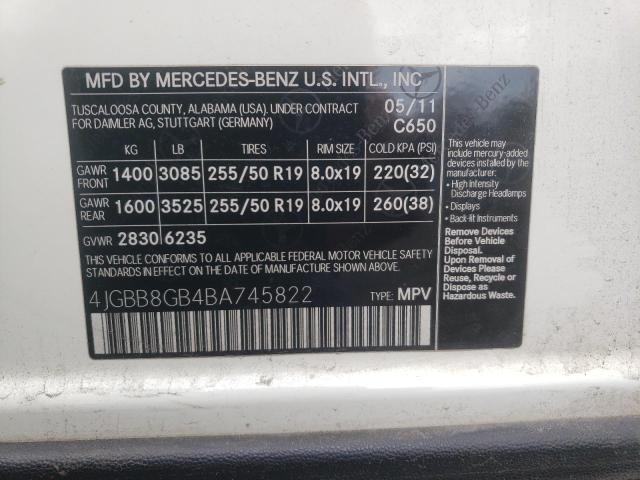 MFD BY MERCEDES-BENZ U.S. INTL., INC
TUSCALOOSA COUNTY, ALABAMA (USA) UNDER CONTRACT 05/11
FOR DAIMLER AG, STUTTGART (GERMANY) C650
KG LB TIRES RIM SIZE COLD KPA (PSI)
GAWR FRONT 1400 3085 255/50 R19 8.0x19 220(32)
GAWR REAR 1600 3525 255/50 R19 8.0x19 260(38)
GVWR 2830 6235
THIS VEHICLE CONFORMS TO ALL APPLICABLE FEDERAL MOTOR VEHICLE SAFETY
STANDARDS IN EFFECT ON THE DATE OF MANUFACTURE SHOWN ABOVE.
4JGBB8GB4BA745822 TYPE: MPV
This vehicle may
include mercury-added
devices installed by the
manufacturer:
• High Intensity
Discharge Headlamps
• Displays
• Back-lit Instruments
Remove Devices
Before Vehicle
Disposal.
Upon Removal of
Devices Please
Reuse, Recycle or
Dispose as
Hazardous Waste.